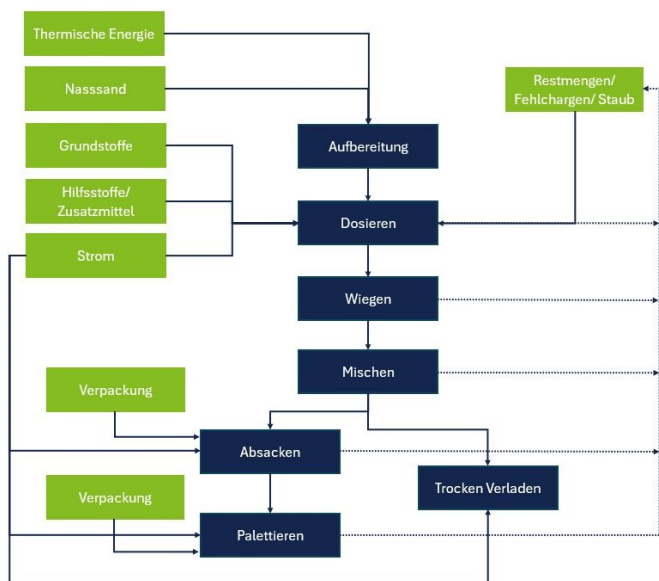 Thermische Energie
Nasssand
Restmengen/
Fehlchargen/ Staub
Grundstoffe
Aufbereitung
Hilfsstoffe/
Zusatzmittel
Dosieren
Strom
Wiegen
Mischen
Verpackung
Absacken
Trocken Verladen
Verpackung
Palettieren